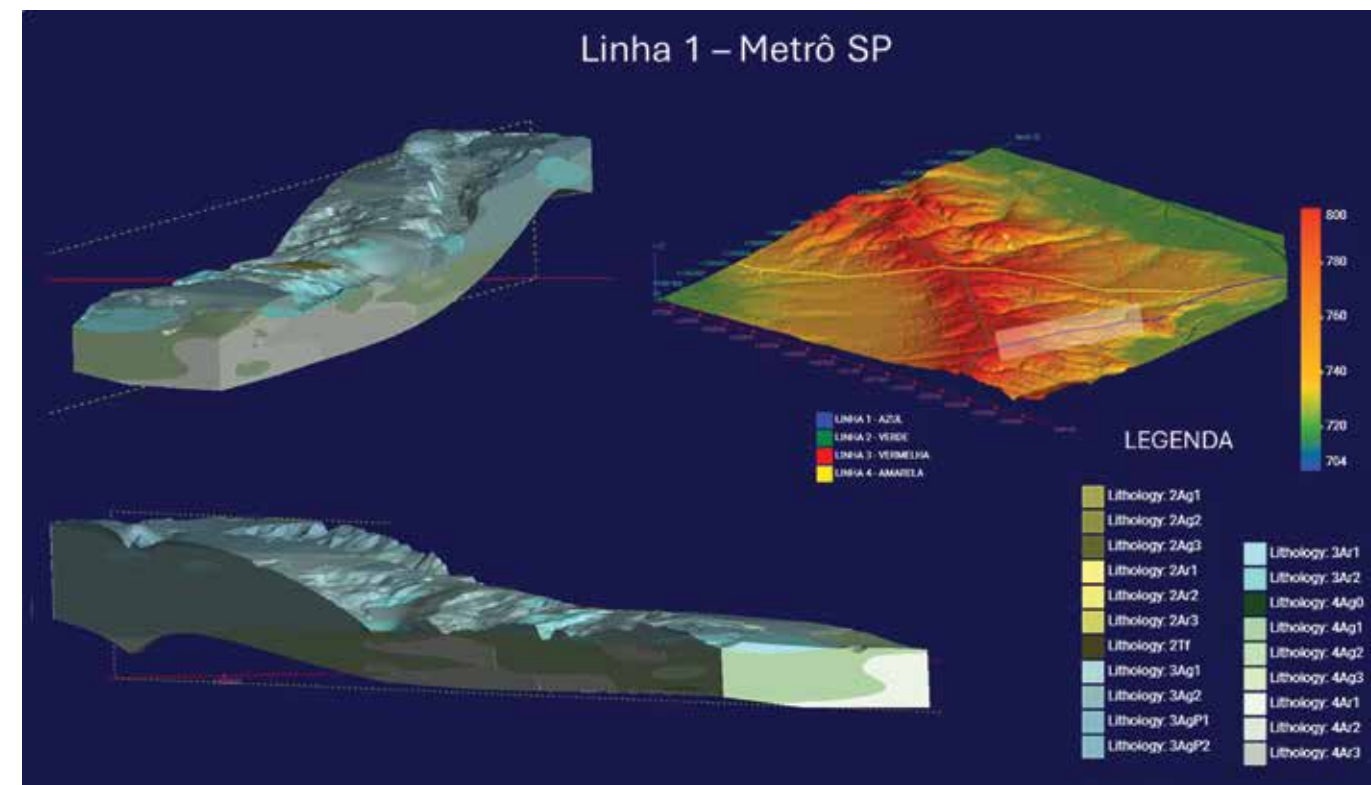 Linha 1 – Metrô SP
800
780
760
740
720
704
LINHA 1 - AZUL
LINHA 2 - VERDE
LINHA 3 - VERMELHA
LINHA 4 - AMARELA
LEGENDA
Lithology: 2Ag1
Lithology: 2Ag2
Lithology: 2Ag3
Lithology: 2Ar1
Lithology: 2Ar2
Lithology: 2Ar3
Lithology: 2Tf
Lithology: 3Ag1
Lithology: 3Ag2
Lithology: 3AgP1
Lithology: 3AgP2
Lithology: 3Ar1
Lithology: 3Ar2
Lithology: 4Ag0
Lithology: 4Ag1
Lithology: 4Ag2
Lithology: 4Ag3
Lithology: 4Ar1
Lithology: 4Ar2
Lithology: 4Ar3